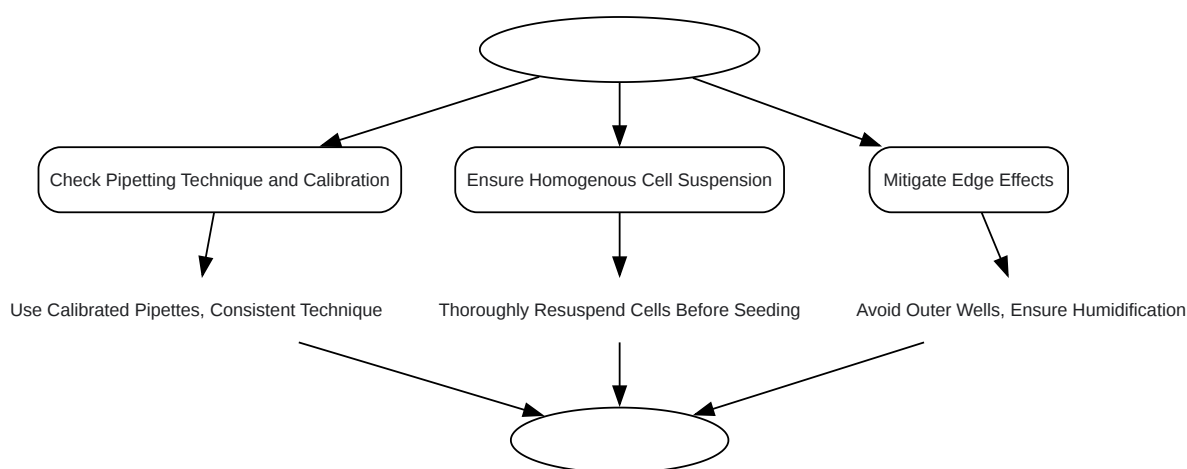 Check Pipetting Technique and Calibration
Ensure Homogenous Cell Suspension
Mitigate Edge Effects
Use Calibrated Pipettes, Consistent Technique
Thoroughly Resuspend Cells Before Seeding
Avoid Outer Wells, Ensure Humidification